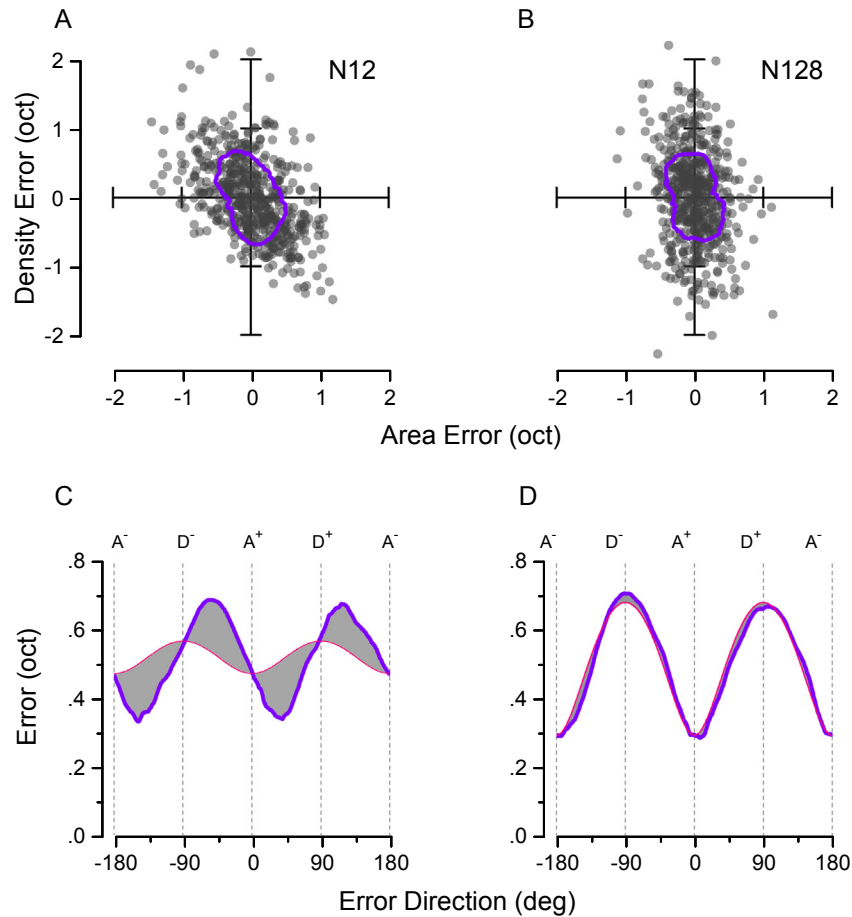 A
B
N12
N128
Density Error (oct)
2
1
0
-1
-2
-2 -1 0 1 2
-2 -1 0 1 2
Area Error (oct)
C
D
A- D- A+ D+ A-
A- D- A+ D+ A-
Error (oct)
.8
.6
.4
.2
.0
.8
.6
.4
.2
.0
-180 -90 0 90 180
-180 -90 0 90 180
Error Direction (deg)